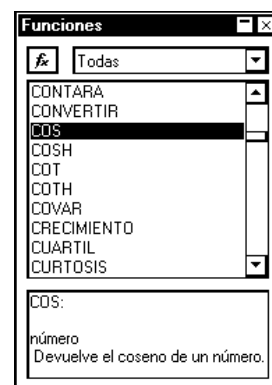 Funciones
fx Todas
CONTARA
CONVERTIR
COS
COSH
COT
COTH
COVAR
CRECIMIENTO
CUARTIL
CURTOSIS
COS:
número
Devuelve el coseno de un número.